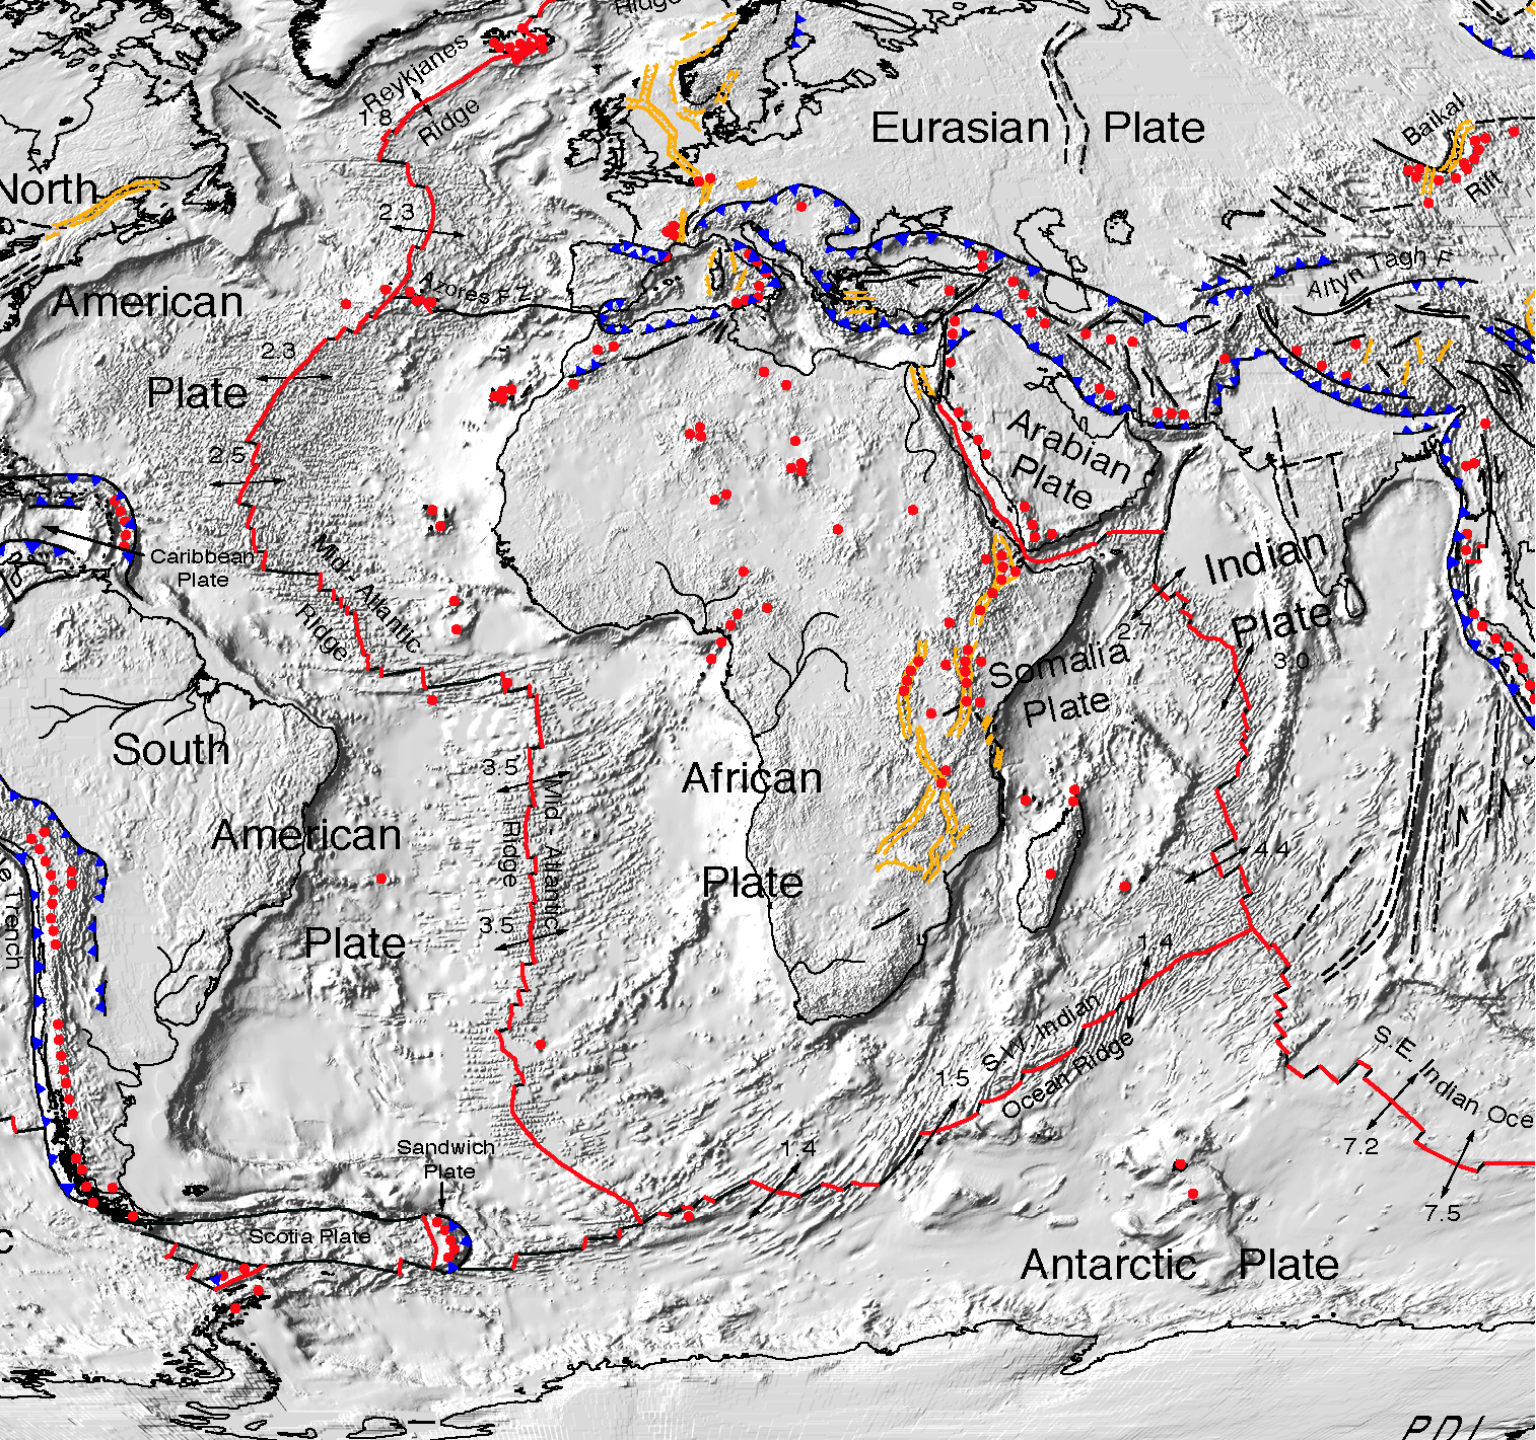 Ridge
Reykjanes
1.8
Ridge
Eurasian Plate
Baikal
Rift
North
2.3
Azores F Z
Altyn Tagh F
American
2.3
Plate
2.5
Arabian
Plate
Caribbean
Plate
Mid - Atlantic
Ridge
Indian
Plate
2.7
3.0
Somalia
Plate
South
3.5
Mid - Atlantic
Ridge
African
American
4.4
Plate
3.5
Plate
Trench
1.4
S.W. Indian
Ocean Ridge
1.5
S.E. Indian Oce
7.2
1.4
Sandwich
Plate
7.5
Scotia Plate
c
Antarctic Plate